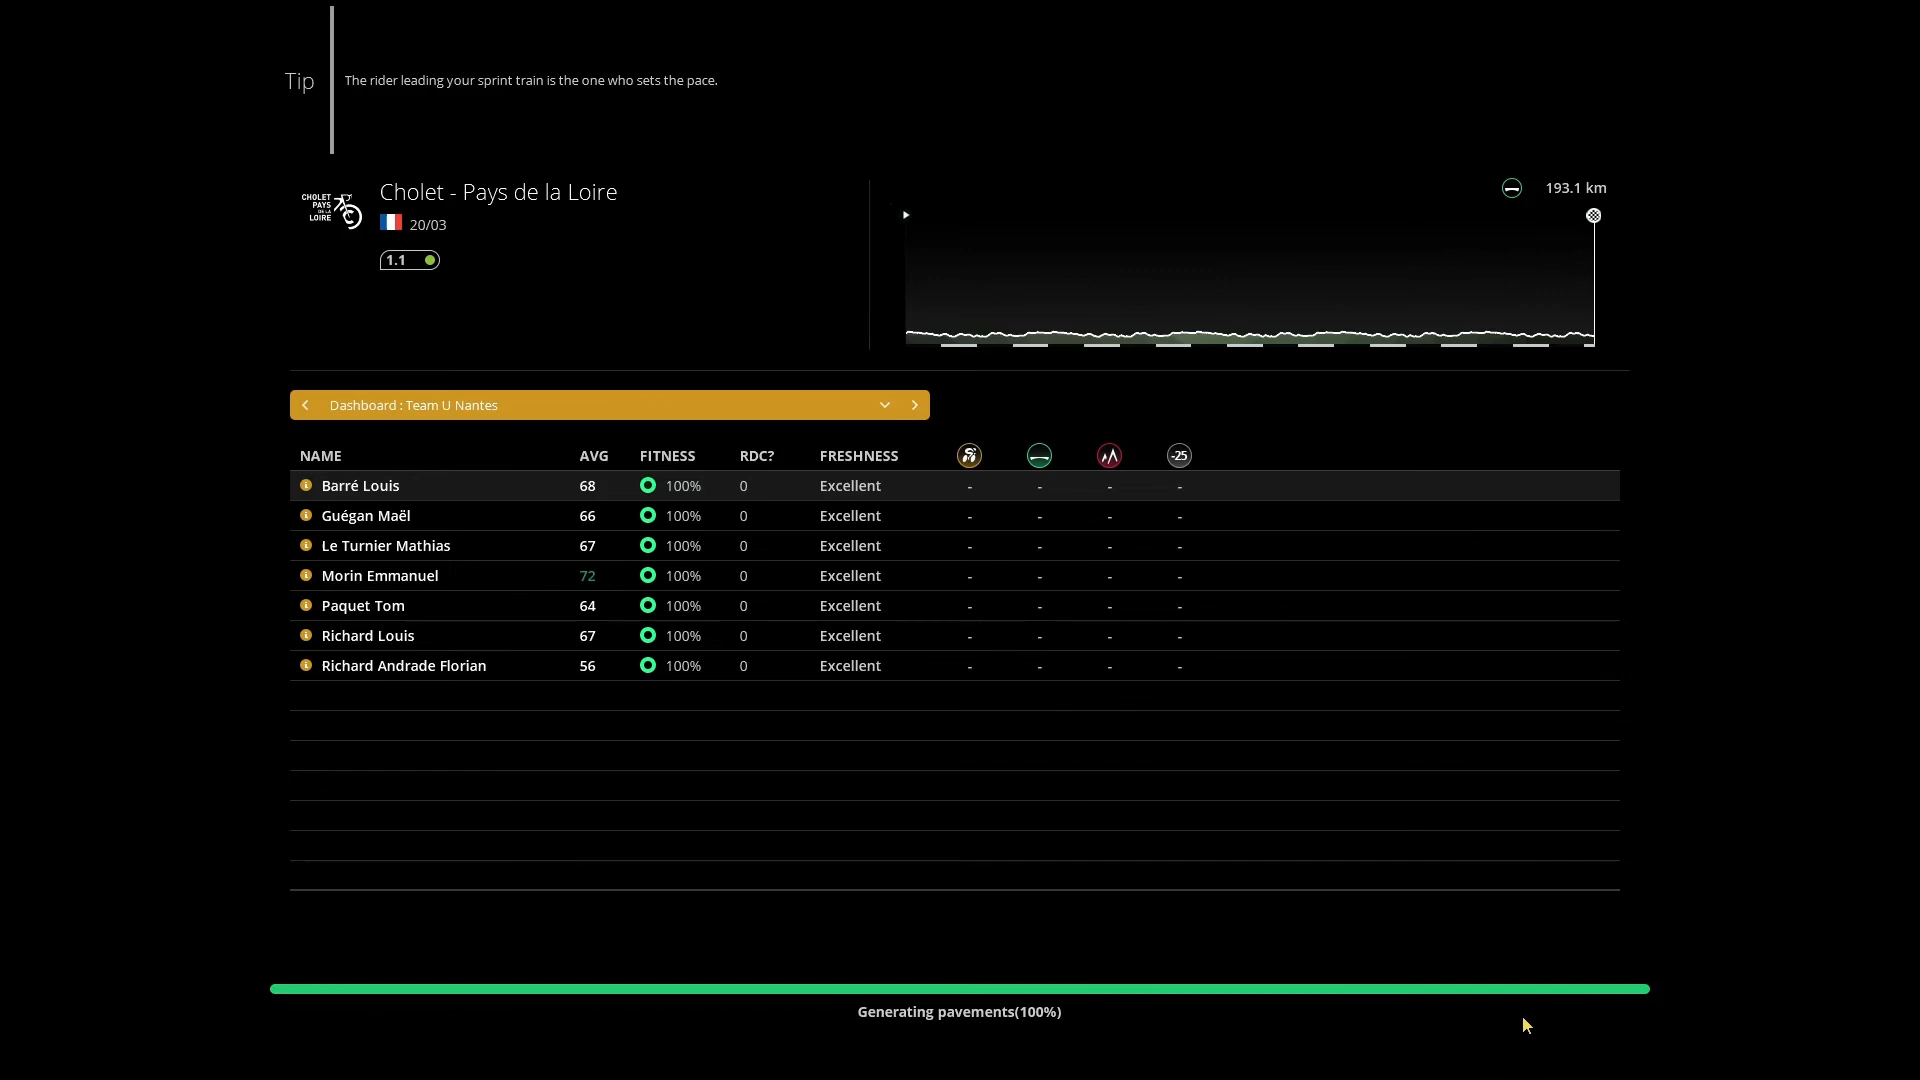 Tip
The rider leading your sprint train is the one who sets the pace.
CHOLET
PAYS
DE LA
LOIRE
Cholet - Pays de la Loire
20/03
1.1
193.1 km
Dashboard : Team U Nantes
NAME AVG FITNESS RDC? FRESHNESS -25
Barré Louis 68 100% 0 Excellent - - - -
Guégan Maël 66 100% 0 Excellent - - - -
Le Turnier Mathias 67 100% 0 Excellent - - - -
Morin Emmanuel 72 100% 0 Excellent - - - -
Paquet Tom 64 100% 0 Excellent - - - -
Richard Louis 67 100% 0 Excellent - - - -
Richard Andrade Florian 56 100% 0 Excellent - - - -
Generating pavements(100%)